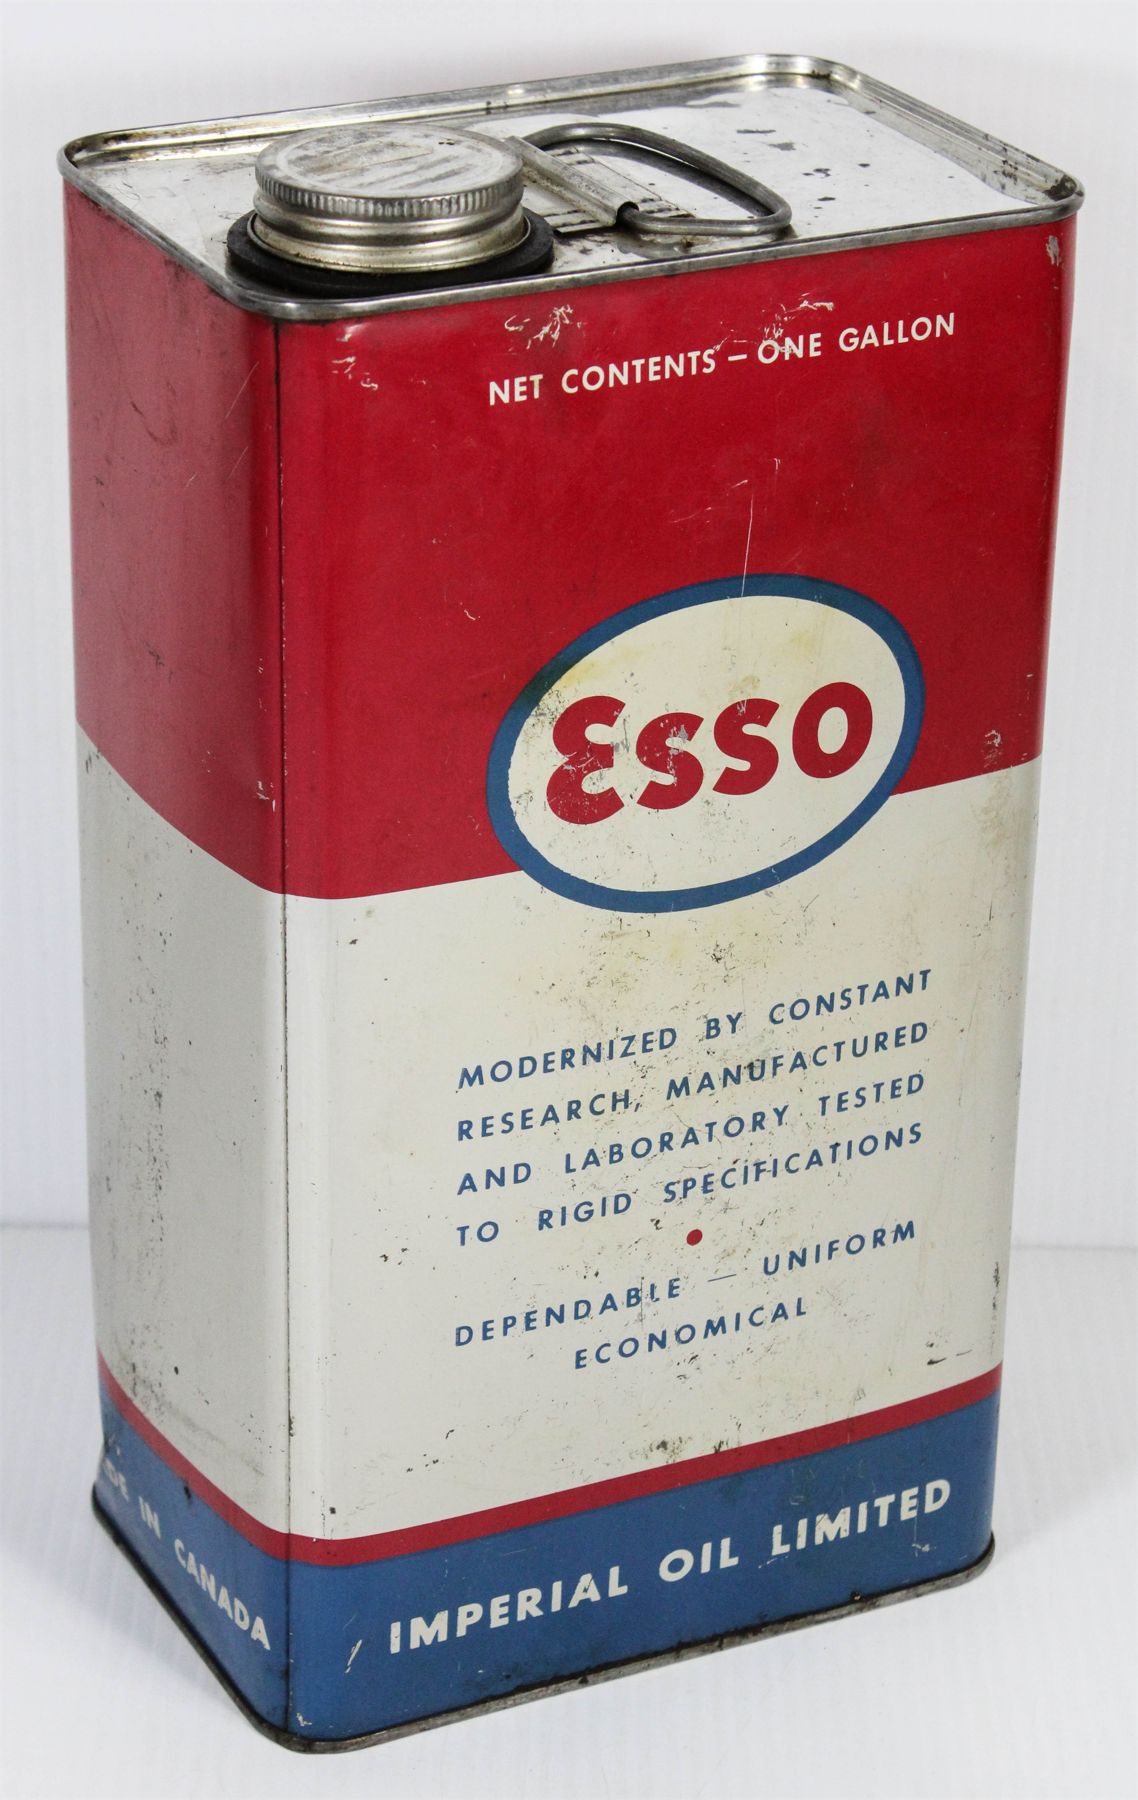 NET CONTENTS — ONE GALLON
Esso
MODERNIZED BY CONSTANT
RESEARCH, MANUFACTURED
AND LABORATORY TESTED
TO RIGID SPECIFICATIONS
DEPENDABLE — UNIFORM
ECONOMICAL
IMPERIAL OIL LIMITED
IN CANADA